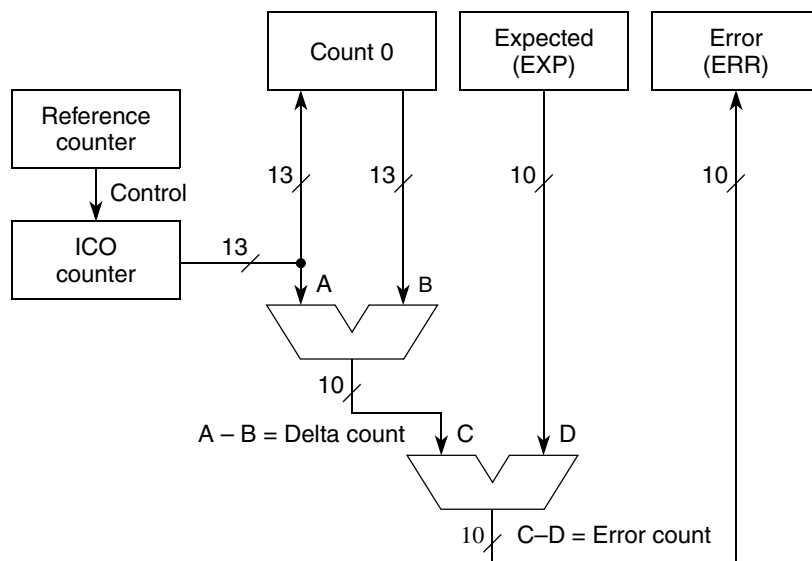 Count 0
Expected
(EXP)
Error
(ERR)
Reference
counter
Control
13
13
10
10
ICO
counter
13
A
B
10
A – B = Delta count
C
D
10
C–D = Error count